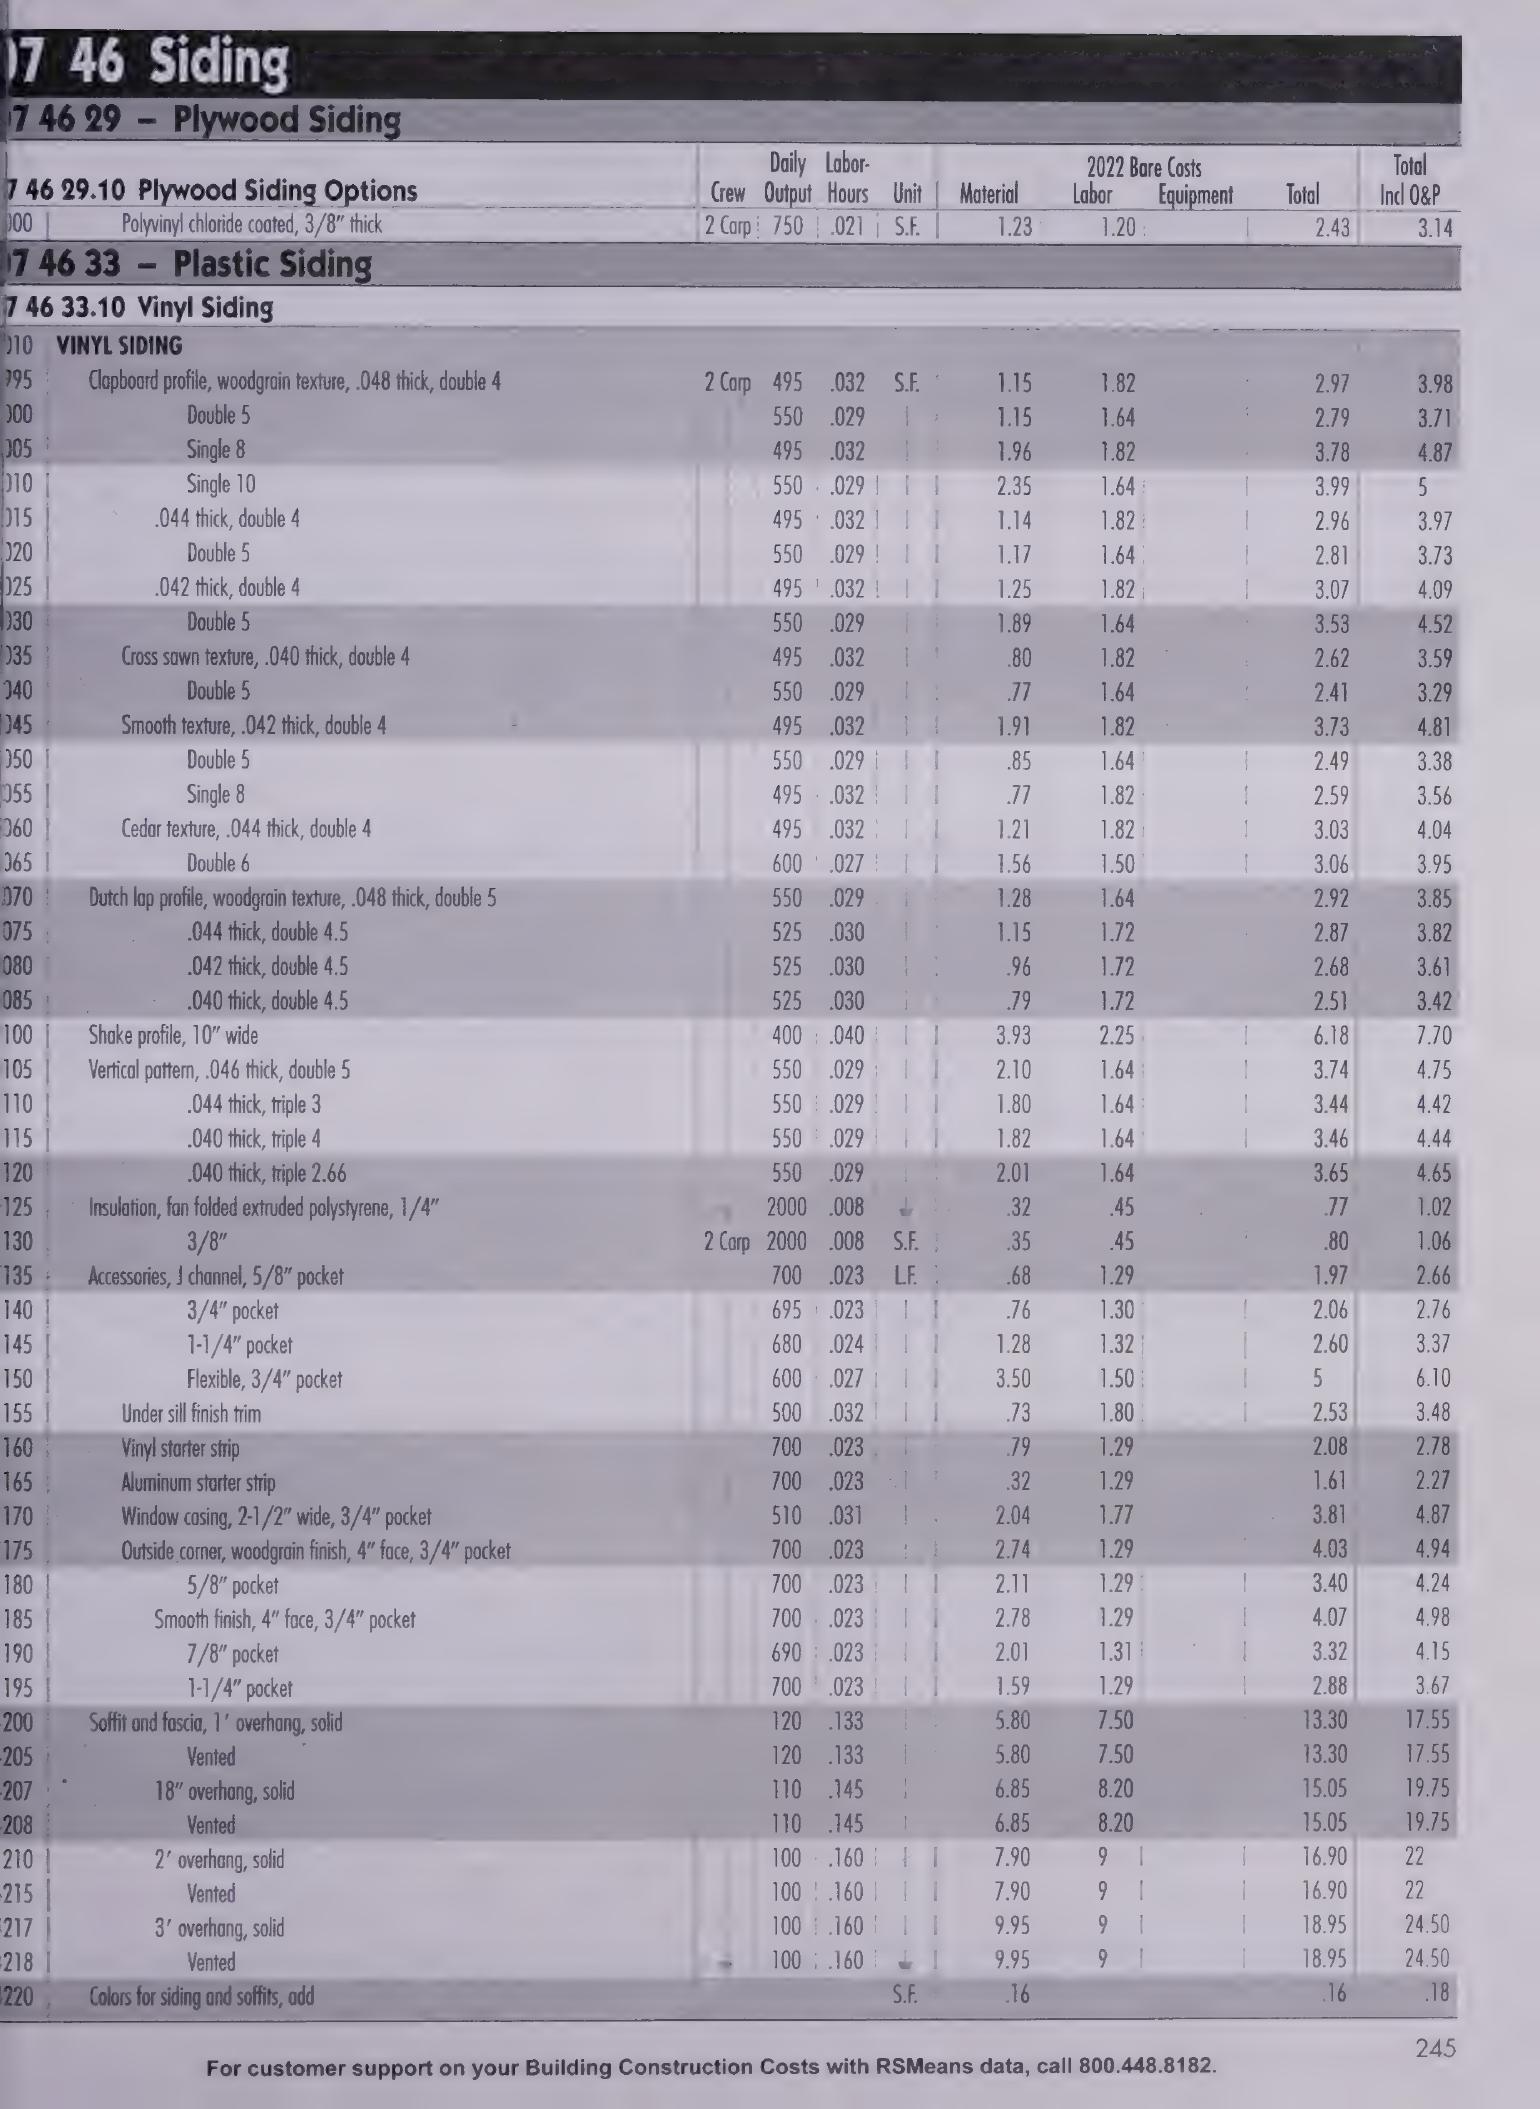 07 46 Siding
07 46 29 – Plywood Siding
Daily Labor- 2022 Bare Costs Total
7 46 29.10 Plywood Siding Options Crew Output Hours Unit Material Labor Equipment Total Incl O&P
000 Polyvinyl chloride coated, 3/8" thick 2 Carp 750 .021 S.F. 1.23 1.20 2.43 3.14
07 46 33 – Plastic Siding
7 46 33.10 Vinyl Siding
010 VINYL SIDING
995 Clapboard profile, woodgrain texture, .048 thick, double 4 2 Carp 495 .032 S.F. 1.15 1.82 2.97 3.98
000 Double 5 550 .029 1.15 1.64 2.79 3.71
005 Single 8 495 .032 1.96 1.82 3.78 4.87
010 Single 10 550 .029 2.35 1.64 3.99 5
015 .044 thick, double 4 495 .032 1.14 1.82 2.96 3.97
020 Double 5 550 .029 1.17 1.64 2.81 3.73
025 .042 thick, double 4 495 .032 1.25 1.82 3.07 4.09
030 Double 5 550 .029 1.89 1.64 3.53 4.52
035 Cross sawn texture, .040 thick, double 4 495 .032 .80 1.82 2.62 3.59
040 Double 5 550 .029 .77 1.64 2.41 3.29
045 Smooth texture, .042 thick, double 4 495 .032 1.91 1.82 3.73 4.81
050 Double 5 550 .029 .85 1.64 2.49 3.38
055 Single 8 495 .032 .77 1.82 2.59 3.56
060 Cedar texture, .044 thick, double 4 495 .032 1.21 1.82 3.03 4.04
065 Double 6 600 .027 1.56 1.50 3.06 3.95
070 Dutch lap profile, woodgrain texture, .048 thick, double 5 550 .029 1.28 1.64 2.92 3.85
075 .044 thick, double 4.5 525 .030 1.15 1.72 2.87 3.82
080 .042 thick, double 4.5 525 .030 .96 1.72 2.68 3.61
085 .040 thick, double 4.5 525 .030 .79 1.72 2.51 3.42
100 Shake profile, 10" wide 400 .040 3.93 2.25 6.18 7.70
105 Vertical pattern, .046 thick, double 5 550 .029 2.10 1.64 3.74 4.75
110 .044 thick, triple 3 550 .029 1.80 1.64 3.44 4.42
115 .040 thick, triple 4 550 .029 1.82 1.64 3.46 4.44
120 .040 thick, triple 2.66 550 .029 2.01 1.64 3.65 4.65
125 Insulation, fan folded extruded polystyrene, 1/4" 2000 .008 .32 .45 .77 1.02
130 3/8" 2 Carp 2000 .008 S.F. .35 .45 .80 1.06
135 Accessories, J channel, 5/8" pocket 700 .023 L.F. .68 1.29 1.97 2.66
140 3/4" pocket 695 .023 .76 1.30 2.06 2.76
145 1-1/4" pocket 680 .024 1.28 1.32 2.60 3.37
150 Flexible, 3/4" pocket 600 .027 3.50 1.50 5 6.10
155 Under sill finish trim 500 .032 .73 1.80 2.53 3.48
160 Vinyl starter strip 700 .023 .79 1.29 2.08 2.78
165 Aluminum starter strip 700 .023 .32 1.29 1.61 2.27
170 Window casing, 2-1/2" wide, 3/4" pocket 510 .031 2.04 1.77 3.81 4.87
175 Outside corner, woodgrain finish, 4" face, 3/4" pocket 700 .023 2.74 1.29 4.03 4.94
180 5/8" pocket 700 .023 2.11 1.29 3.40 4.24
185 Smooth finish, 4" face, 3/4" pocket 700 .023 2.78 1.29 4.07 4.98
190 7/8" pocket 690 .023 2.01 1.31 3.32 4.15
195 1-1/4" pocket 700 .023 1.59 1.29 2.88 3.67
200 Soffit and fascia, 1' overhang, solid 120 .133 5.80 7.50 13.30 17.55
205 Vented 120 .133 5.80 7.50 13.30 17.55
207 18" overhang, solid 110 .145 6.85 8.20 15.05 19.75
208 Vented 110 .145 6.85 8.20 15.05 19.75
210 2' overhang, solid 100 .160 7.90 9 16.90 22
215 Vented 100 .160 7.90 9 16.90 22
217 3' overhang, solid 100 .160 9.95 9 18.95 24.50
218 Vented 100 .160 9.95 9 18.95 24.50
220 Colors for siding and soffits, add S.F. .16 .16 .18
245
For customer support on your Building Construction Costs with RSMeans data, call 800.448.8182.